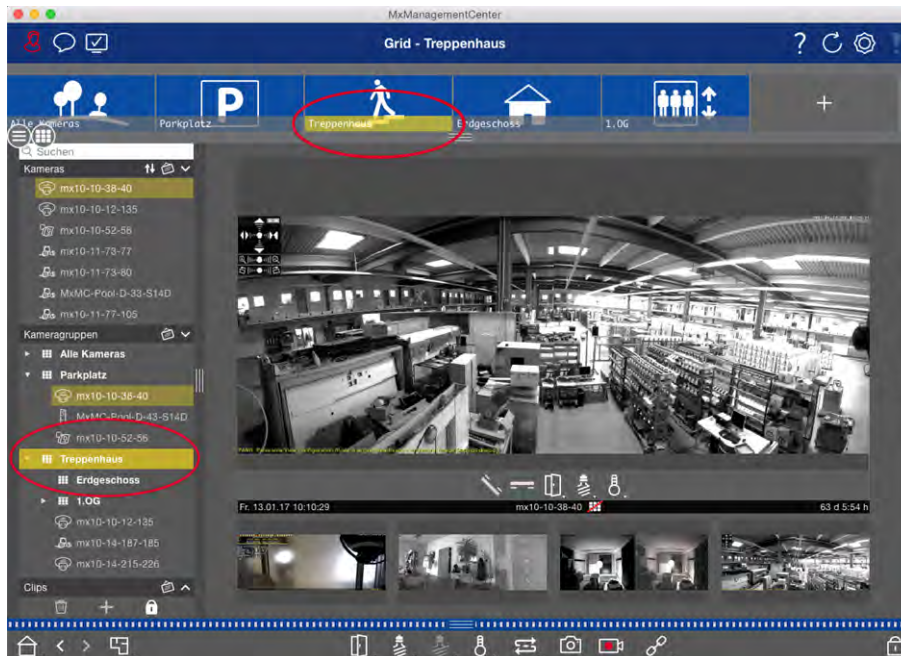 MxManagementCenter
Grid - Treppenhaus
?
P
+
Alle Kameras
Parkplatz
Treppenhaus
Erdgeschoss
1.OG
Suchen
Kameras
mx10-10-38-40
mx10-10-12-135
mx10-10-52-56
mx10-11-73-77
mx10-11-73-80
MxMC-Pool-D-33-S14D
mx10-11-77-105
Kameragruppen
Alle Kameras
Parkplatz
mx10-10-38-40
MxMC-Pool-D-43-S14D
mx10-10-52-56
Treppenhaus
Erdgeschoss
1.OG
mx10-10-12-135
mx10-14-187-185
mx10-14-215-226
Fr. 13.01.17 10:10:29
mx10-10-38-40
63 d 5:54 h
Clips